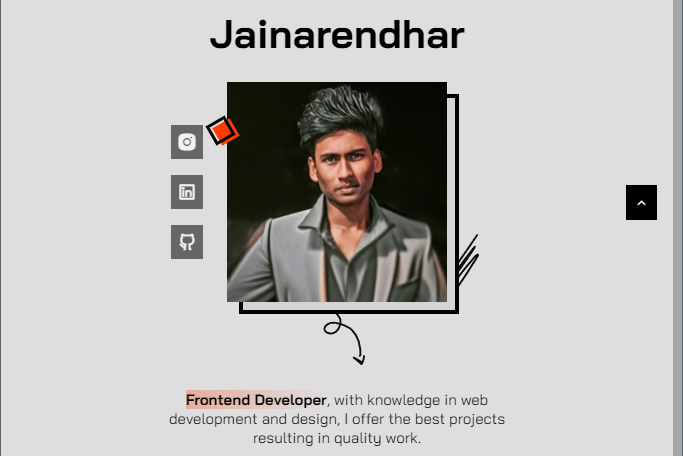 Jainarendhar
Frontend Developer, with knowledge in web
development and design, I offer the best projects
resulting in quality work.